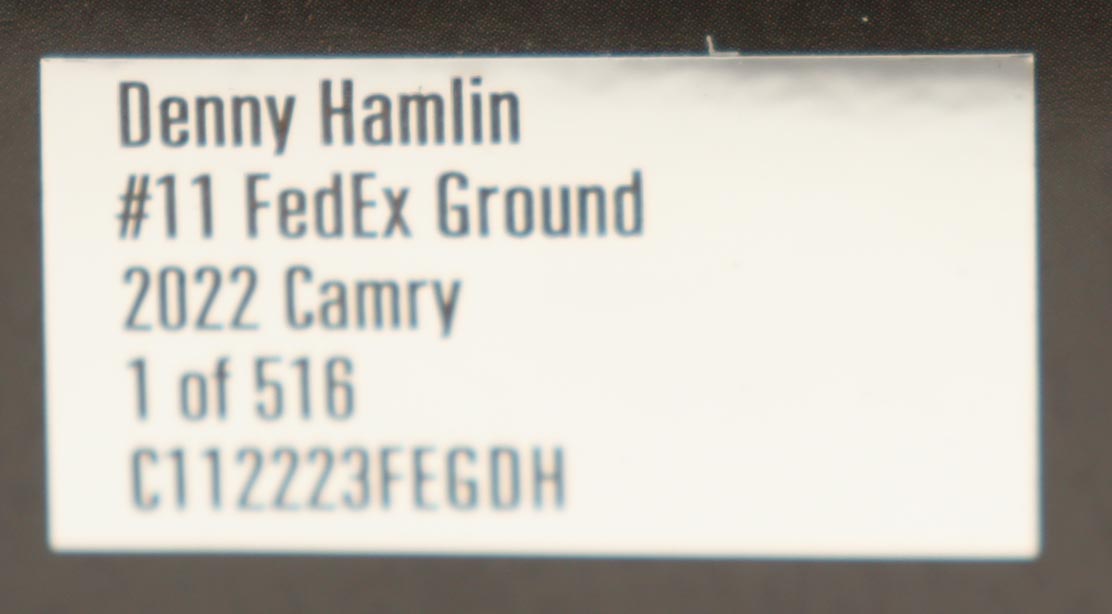 Denny Hamlin
#11 FedEx Ground
2022 Camry
1 of 516
C112223FEGDH